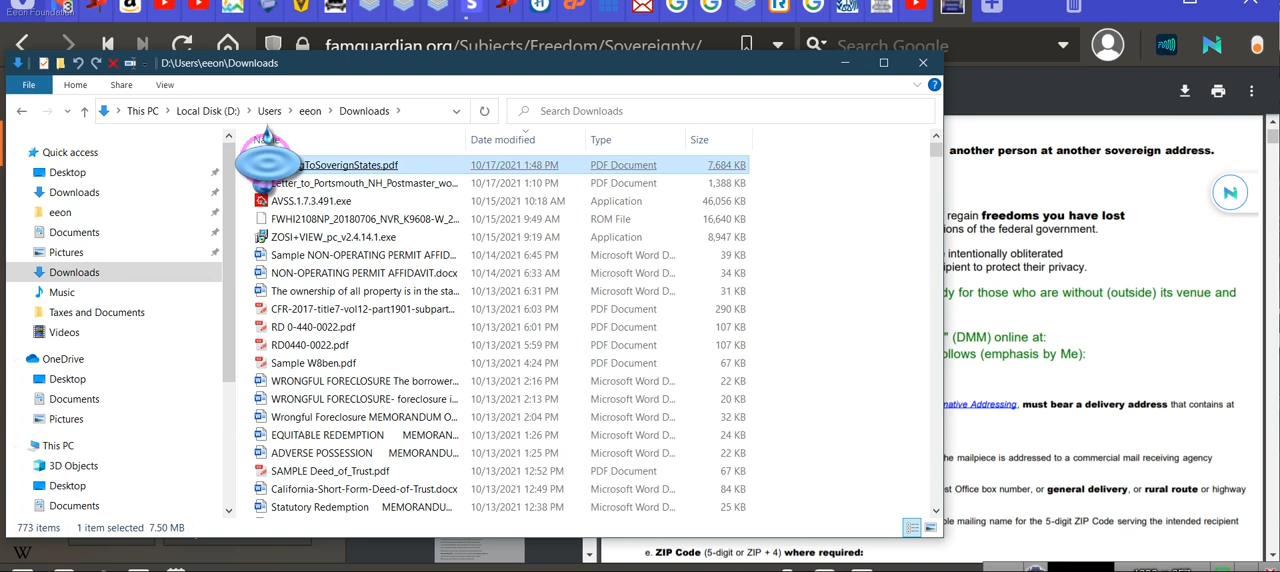 Eeon Foundation
famguardian.org/Subjects/Freedom/Sovereignty/
Search Google
D:\Users\eeon\Downloads
File Home Share View
This PC > Local Disk (D:) > Users > eeon > Downloads >
Search Downloads
Date modified Type Size
Quick access
Desktop
Downloads
eeon
Documents
Pictures
Downloads
Music
Taxes and Documents
Videos
OneDrive
Desktop
Documents
Pictures
This PC
3D Objects
Desktop
Documents
gToSoverignStates.pdf 10/17/2021 1:48 PM PDF Document 7,684 KB
Letter_to_Portsmouth_NH_Postmaster_wo... 10/17/2021 1:10 PM PDF Document 1,388 KB
AVSS.1.7.3.491.exe 10/15/2021 10:18 AM Application 46,056 KB
FWHI2108NP_20180706_NVR_K9608-W_2... 10/15/2021 9:49 AM ROM File 16,640 KB
ZOSI+VIEW_pc_v2.4.14.1.exe 10/15/2021 9:19 AM Application 8,947 KB
Sample NON-OPERATING PERMIT AFFID... 10/14/2021 6:45 PM Microsoft Word D... 39 KB
NON-OPERATING PERMIT AFFIDAVIT.docx 10/14/2021 6:33 AM Microsoft Word D... 34 KB
The ownership of all property is in the sta... 10/13/2021 6:31 PM Microsoft Word D... 31 KB
CFR-2017-title7-vol12-part1901-subpart... 10/13/2021 6:03 PM PDF Document 290 KB
RD 0-440-0022.pdf 10/13/2021 6:01 PM PDF Document 107 KB
RD0440-0022.pdf 10/13/2021 5:59 PM PDF Document 107 KB
Sample W8ben.pdf 10/13/2021 4:24 PM PDF Document 67 KB
WRONGFUL FORECLOSURE The borrower... 10/13/2021 2:16 PM Microsoft Word D... 22 KB
WRONGFUL FORECLOSURE- foreclosure i... 10/13/2021 2:13 PM Microsoft Word D... 20 KB
Wrongful Foreclosure MEMORANDUM O... 10/13/2021 2:04 PM Microsoft Word D... 32 KB
EQUITABLE REDEMPTION MEMORAN... 10/13/2021 1:26 PM Microsoft Word D... 24 KB
ADVERSE POSSESSION MEMORANDU... 10/13/2021 1:25 PM Microsoft Word D... 22 KB
SAMPLE Deed_of_Trust.pdf 10/13/2021 12:52 PM PDF Document 67 KB
California-Short-Form-Deed-of-Trust.docx 10/13/2021 12:49 PM Microsoft Word D... 84 KB
Statutory Redemption MEMORANDU... 10/13/2021 12:38 PM Microsoft Word D... 25 KB
773 items 1 item selected 7.50 MB
another person at another sovereign address.
regain freedoms you have lost
ions of the federal government.
intentionally obliterated
ipient to protect their privacy.
dy for those who are without (outside) its venue and
" (DMM) online at:
ollows (emphasis by Me):
native Addressing, must bear a delivery address that contains at
he mailpiece is addressed to a commercial mail receiving agency
st Office box number, or general delivery, or rural route or highway
ble mailing name for the 5-digit ZIP Code serving the intended recipient
e. ZIP Code (5-digit or ZIP + 4) where required: